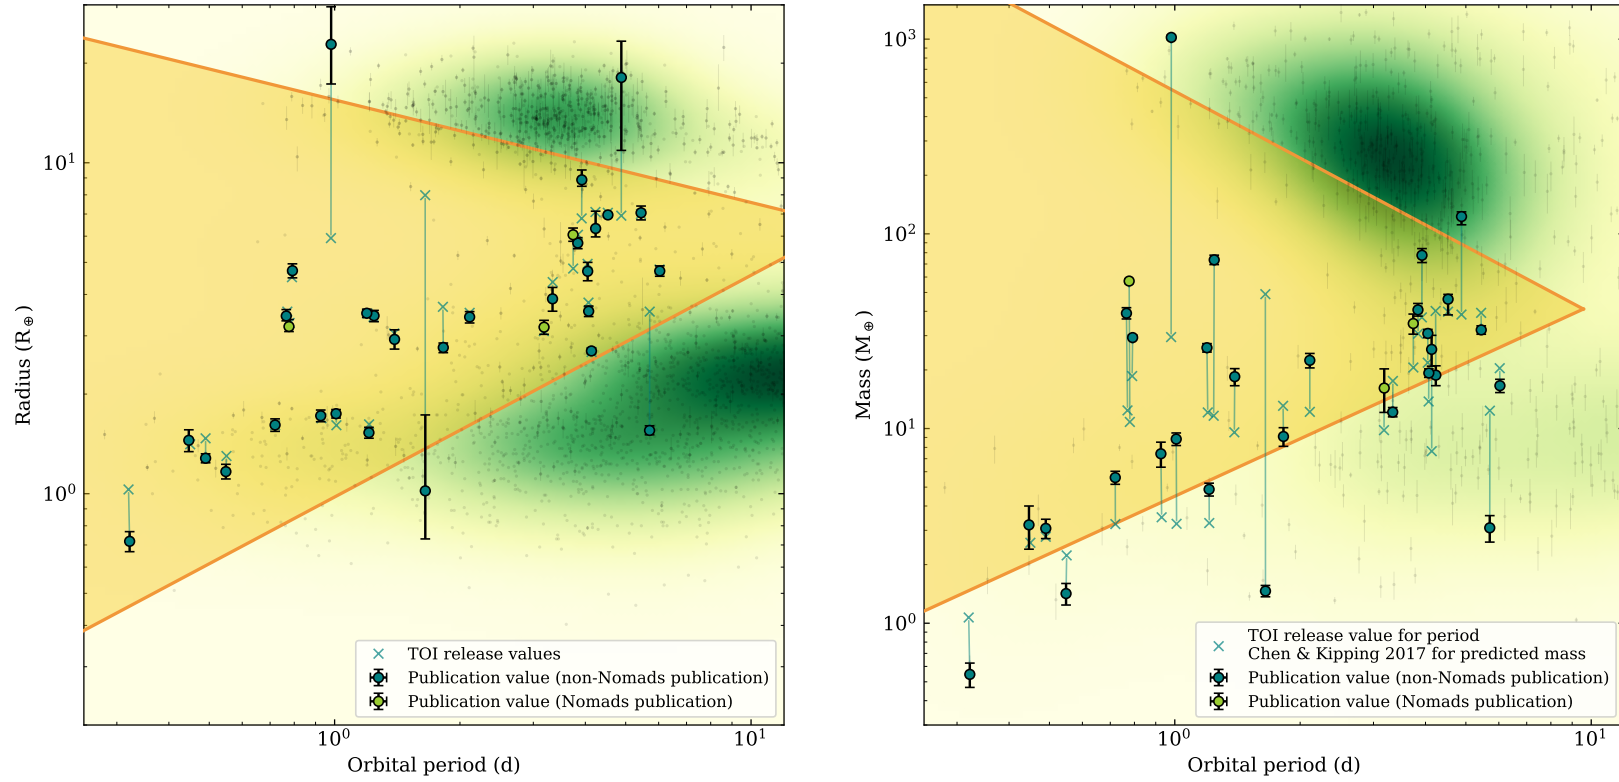 10¹
10⁰
Radius (R⊕)
10⁰
10¹
Orbital period (d)
TOI release values
Publication value (non-Nomads publication)
Publication value (Nomads publication)
10³
10²
10¹
10⁰
Mass (M⊕)
10⁰
10¹
Orbital period (d)
TOI release value for period
Chen & Kipping 2017 for predicted mass
Publication value (non-Nomads publication)
Publication value (Nomads publication)